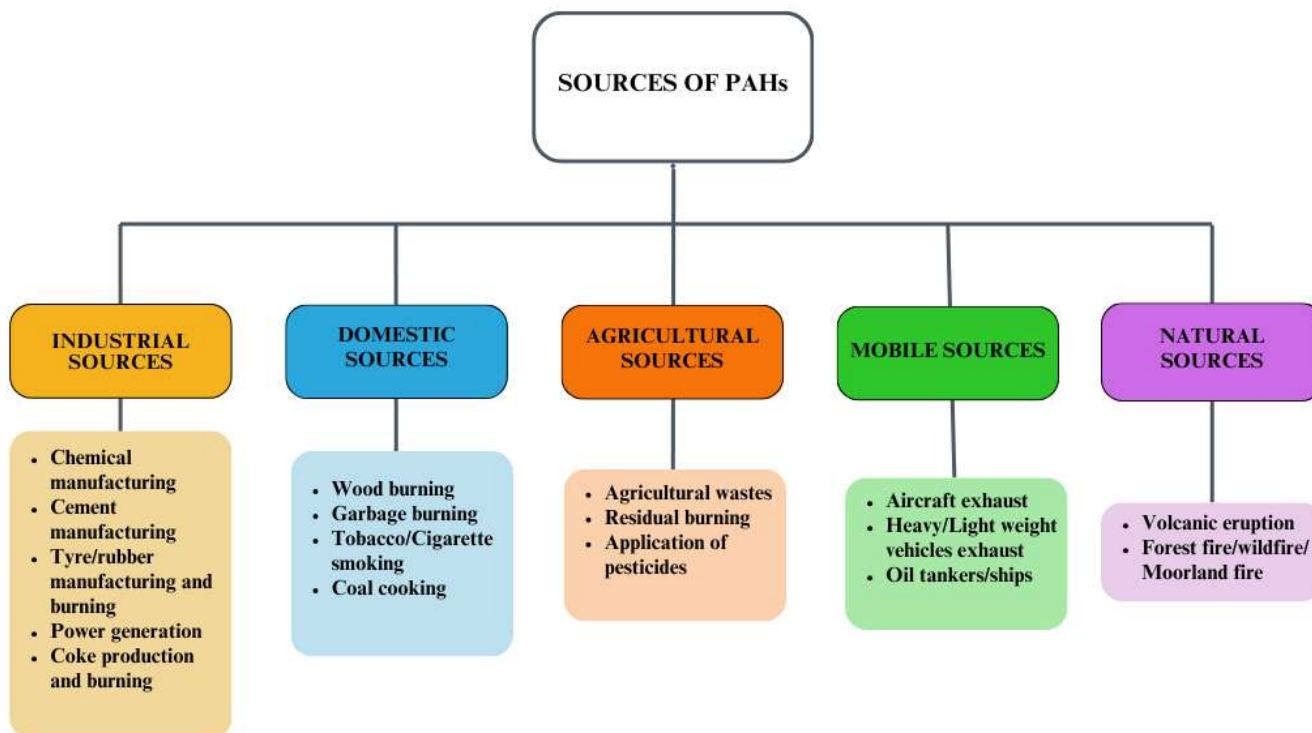 SOURCES OF PAHs
INDUSTRIAL
SOURCES
DOMESTIC
SOURCES
AGRICULTURAL
SOURCES
MOBILE SOURCES
NATURAL
SOURCES
• Chemical
manufacturing
• Cement
manufacturing
• Tyre/rubber
manufacturing and
burning
• Power generation
• Coke production
and burning
• Wood burning
• Garbage burning
• Tobacco/Cigarette
smoking
• Coal cooking
• Agricultural wastes
• Residual burning
• Application of
pesticides
• Aircraft exhaust
• Heavy/Light weight
vehicles exhaust
• Oil tankers/ships
• Volcanic eruption
• Forest fire/wildfire/
Moorland fire